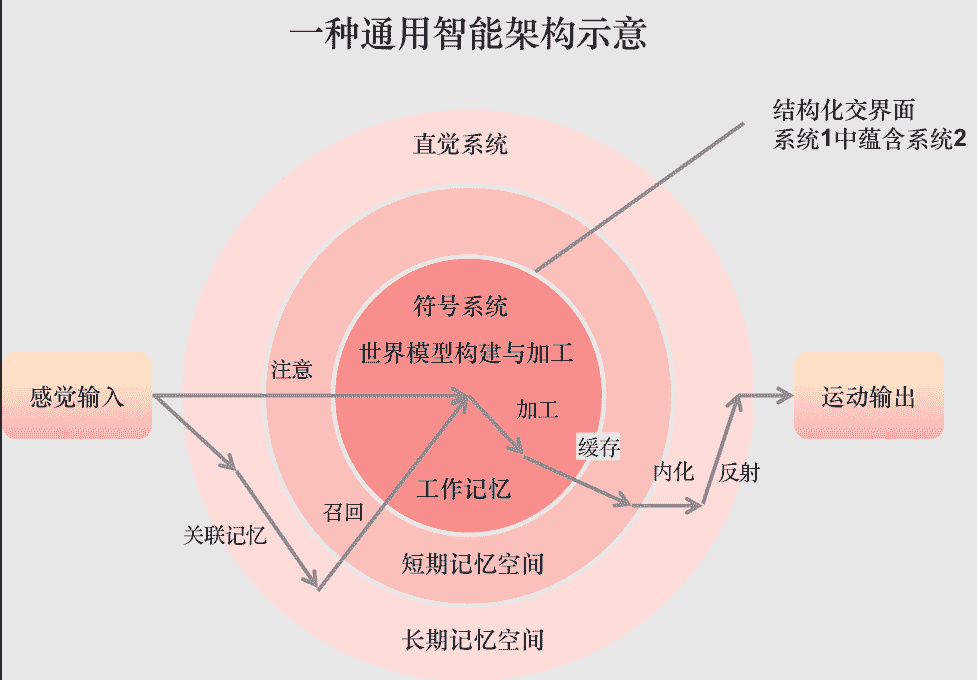 一种通用智能架构示意
结构化交界面
系统1中蕴含系统2
直觉系统
符号系统
世界模型构建与加工
注意
感觉输入
加工
运动输出
缓存
内化
反射
工作记忆
召回
关联记忆
短期记忆空间
长期记忆空间